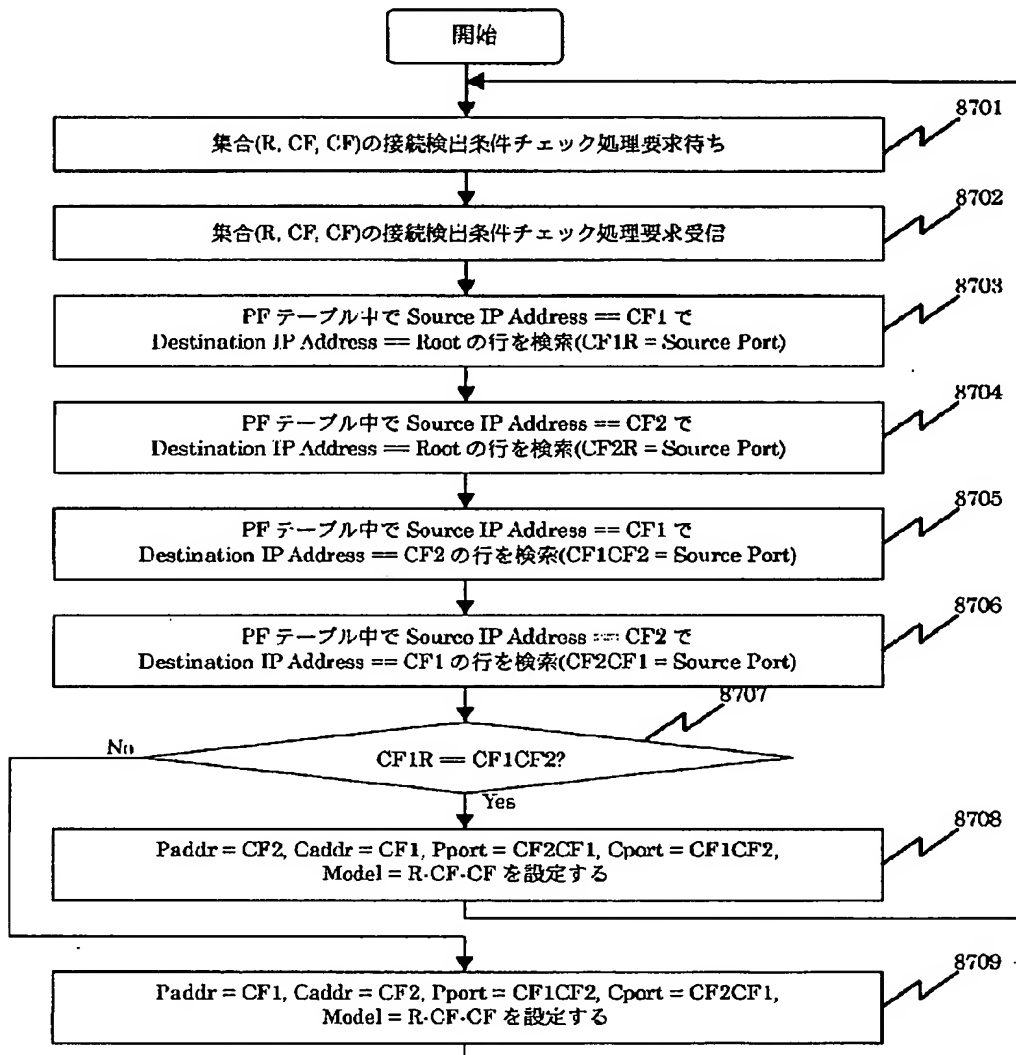 開始
8701
集合(R, CF, CF)の接続検出条件チェック処理要求待ち
8702
集合(R, CF, CF)の接続検出条件チェック処理要求受信
8703
PF テーブル中で Source IP Address == CF1 で
Destination IP Address == Root の行を検索(CF1R = Source Port)
8704
PF テーブル中で Source IP Address == CF2 で
Destination IP Address == Root の行を検索(CF2R = Source Port)
8705
PF テーブル中で Source IP Address == CF1 で
Destination IP Address == CF2 の行を検索(CF1CF2 = Source Port)
8706
PF テーブル中で Source IP Address == CF2 で
Destination IP Address == CF1 の行を検索(CF2CF1 = Source Port)
8707
No
CF1R == CF1CF2?
Yes
8708
Paddr = CF2, Caddr = CF1, Pport = CF2CF1, Cport = CF1CF2,
Model = R-CF-CF を設定する
8709
Paddr = CF1, Caddr = CF2, Pport = CF1CF2, Cport = CF2CF1,
Model = R-CF-CF を設定する